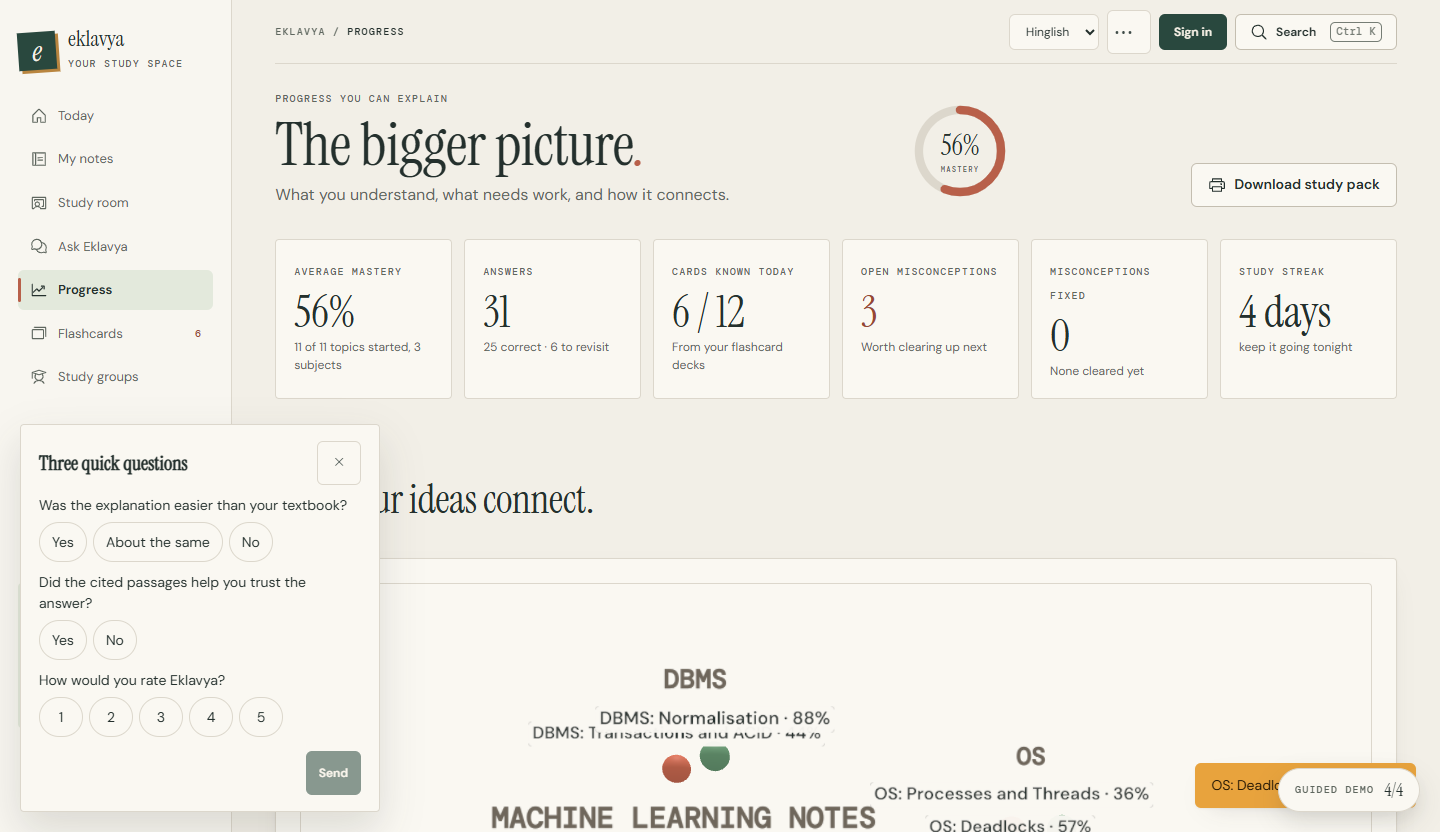 e
eklavya
YOUR STUDY SPACE
Today
My notes
Study room
Ask Eklavya
Progress
Flashcards 6
Study groups
EKLAVYA / PROGRESS
Hinglish
Sign in
Search Ctrl K
PROGRESS YOU CAN EXPLAIN
The bigger picture.
What you understand, what needs work, and how it connects.
56%
MASTERY
Download study pack
AVERAGE MASTERY
56%
11 of 11 topics started, 3
subjects
ANSWERS
31
25 correct · 6 to revisit
CARDS KNOWN TODAY
6 / 12
From your flashcard
decks
OPEN MISCONCEPTIONS
3
Worth clearing up next
MISCONCEPTIONS
FIXED
0
None cleared yet
STUDY STREAK
4 days
keep it going tonight
ur ideas connect.
Three quick questions
Was the explanation easier than your textbook?
Yes About the same No
Did the cited passages help you trust the
answer?
Yes No
How would you rate Eklavya?
1 2 3 4 5
Send
DBMS
DBMS: Normalisation · 88%
DBMS: Transactions and ACID · 44%
OS
OS: Processes and Threads · 36%
OS: Deadlocks · 57%
MACHINE LEARNING NOTES
OS: Deadlo
GUIDED DEMO 4/4